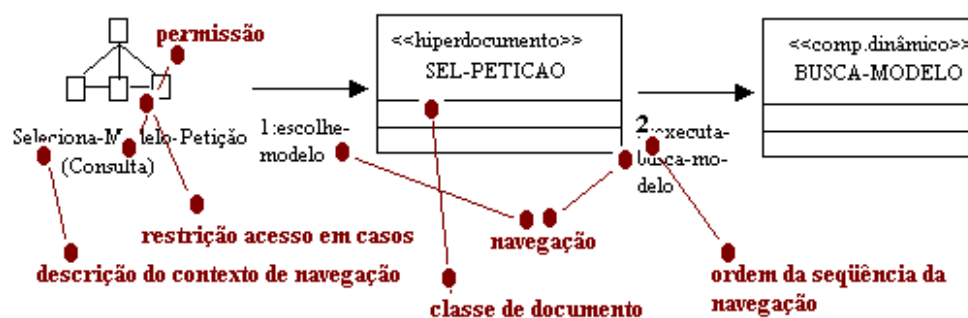 permissão
<<hiperdocumento>>
SEL-PETICAO
<<comp.dinâmico>>
BUSCA-MODELO
Seleciona-Modelo-Petição
(Consulta)
1:escolhe-
modelo
2:executa-
busca-mo-
delo
restrição acesso em casos
navegação
descrição do contexto de navegação
classe de documento
ordem da seqüência da
navegação